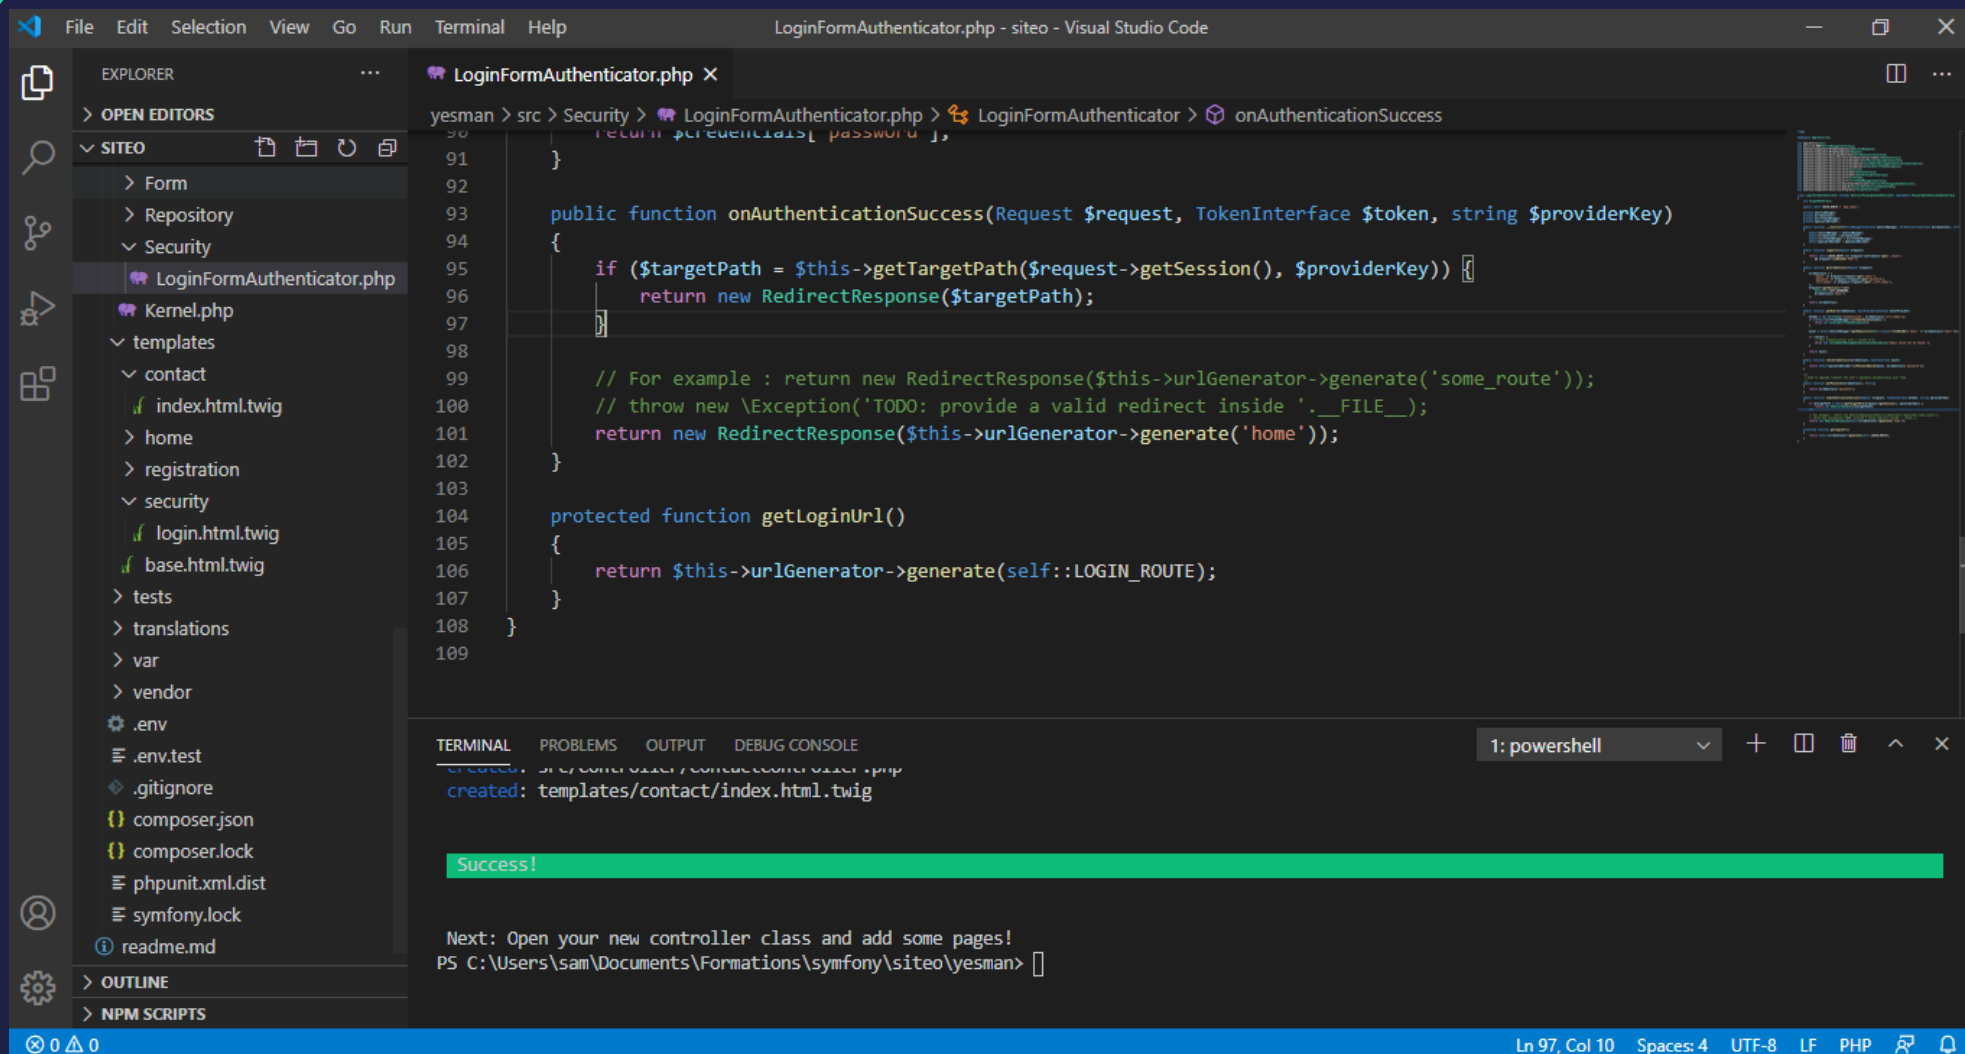 File Edit Selection View Go Run Terminal Help
LoginFormAuthenticator.php - siteo - Visual Studio Code
EXPLORER
OPEN EDITORS
SITEO
Form
Repository
Security
LoginFormAuthenticator.php
Kernel.php
templates
contact
index.html.twig
home
registration
security
login.html.twig
base.html.twig
tests
translations
var
vendor
.env
.env.test
.gitignore
composer.json
composer.lock
phpunit.xml.dist
symfony.lock
readme.md
OUTLINE
NPM SCRIPTS
LoginFormAuthenticator.php
yesman > src > Security > LoginFormAuthenticator.php > LoginFormAuthenticator > onAuthenticationSuccess
90 return $credentials['password'];
91 }
92
93 public function onAuthenticationSuccess(Request $request, TokenInterface $token, string $providerKey)
94 {
95 if ($targetPath = $this->getTargetPath($request->getSession(), $providerKey)) {
96 return new RedirectResponse($targetPath);
97 }
98
99 // For example : return new RedirectResponse($this->urlGenerator->generate('some_route'));
100 // throw new \Exception('TODO: provide a valid redirect inside '.__FILE__);
101 return new RedirectResponse($this->urlGenerator->generate('home'));
102 }
103
104 protected function getLoginUrl()
105 {
106 return $this->urlGenerator->generate(self::LOGIN_ROUTE);
107 }
108 }
109
TERMINAL PROBLEMS OUTPUT DEBUG CONSOLE
1: powershell
created: src/Controller/ContactController.php
created: templates/contact/index.html.twig
Success!
Next: Open your new controller class and add some pages!
PS C:\Users\sam\Documents\Formations\symfony\siteo\yesman>
0 0
Ln 97, Col 10 Spaces: 4 UTF-8 LF PHP